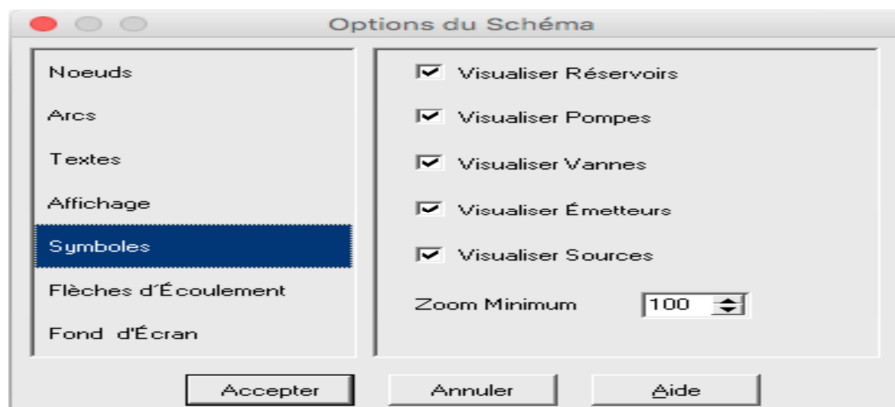 Options du Schéma
Noeuds
Arcs
Textes
Affichage
Symboles
Flèches d´Écoulement
Fond d'Écran
Visualiser Réservoirs
Visualiser Pompes
Visualiser Vannes
Visualiser Émetteurs
Visualiser Sources
Zoom Minimum 100
Accepter Annuler Aide